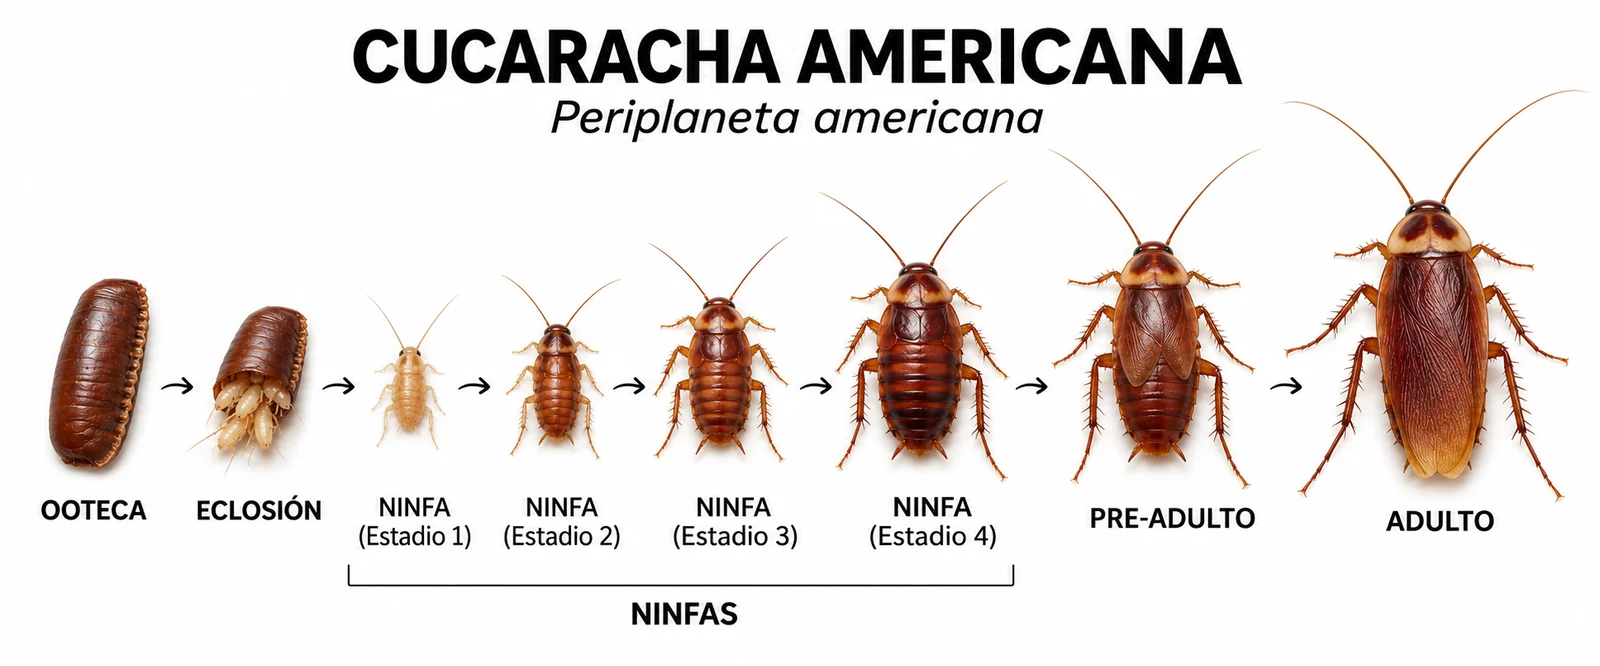 CUCARACHA AMERICANA
Periplaneta americana
OOTECA
ECLOSIÓN
NINFA
(Estadio 1)
NINFA
(Estadio 2)
NINFA
(Estadio 3)
NINFA
(Estadio 4)
PRE-ADULTO
ADULTO
NINFAS